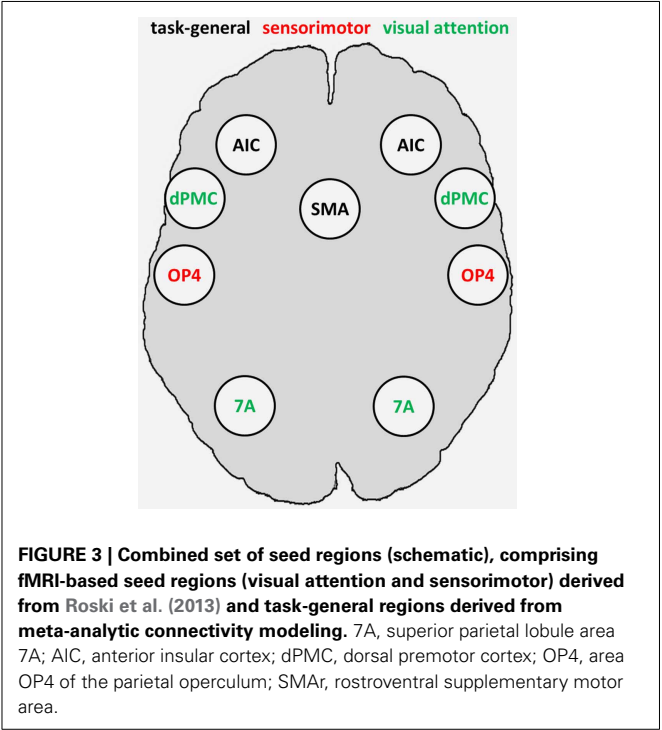 task-general sensorimotor visual attention
AIC AIC
dPMC SMA dPMC
OP4 OP4
7A 7A
FIGURE 3 | Combined set of seed regions (schematic), comprising
fMRI-based seed regions (visual attention and sensorimotor) derived
from Roski et al. (2013) and task-general regions derived from
meta-analytic connectivity modeling. 7A, superior parietal lobule area
7A; AIC, anterior insular cortex; dPMC, dorsal premotor cortex; OP4, area
OP4 of the parietal operculum; SMAr, rostroventral supplementary motor
area.